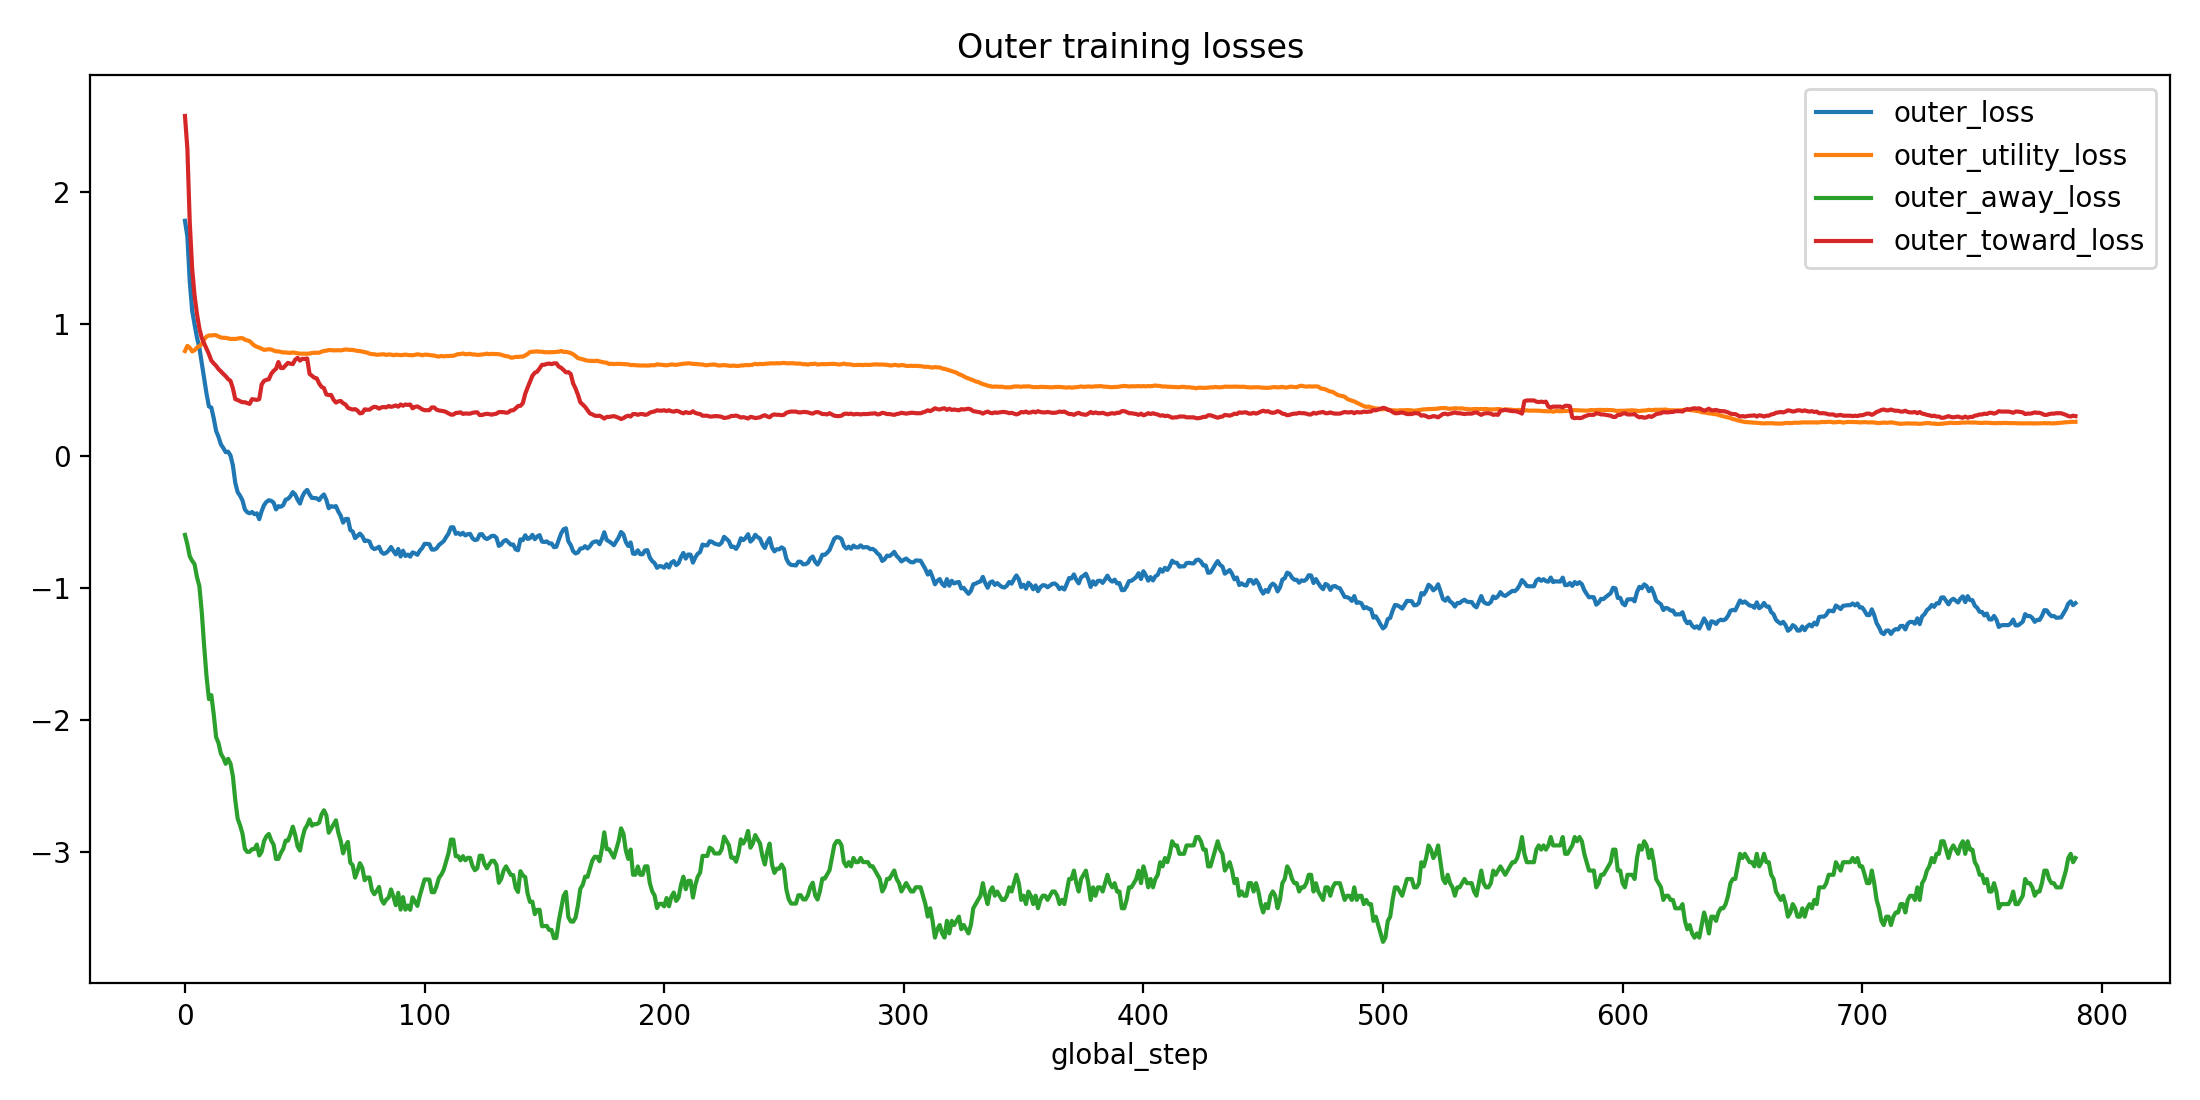 Outer training losses
outer_loss
outer_utility_loss
outer_away_loss
outer_toward_loss
2
1
0
−1
−2
−3
0 100 200 300 400 500 600 700 800
global_step